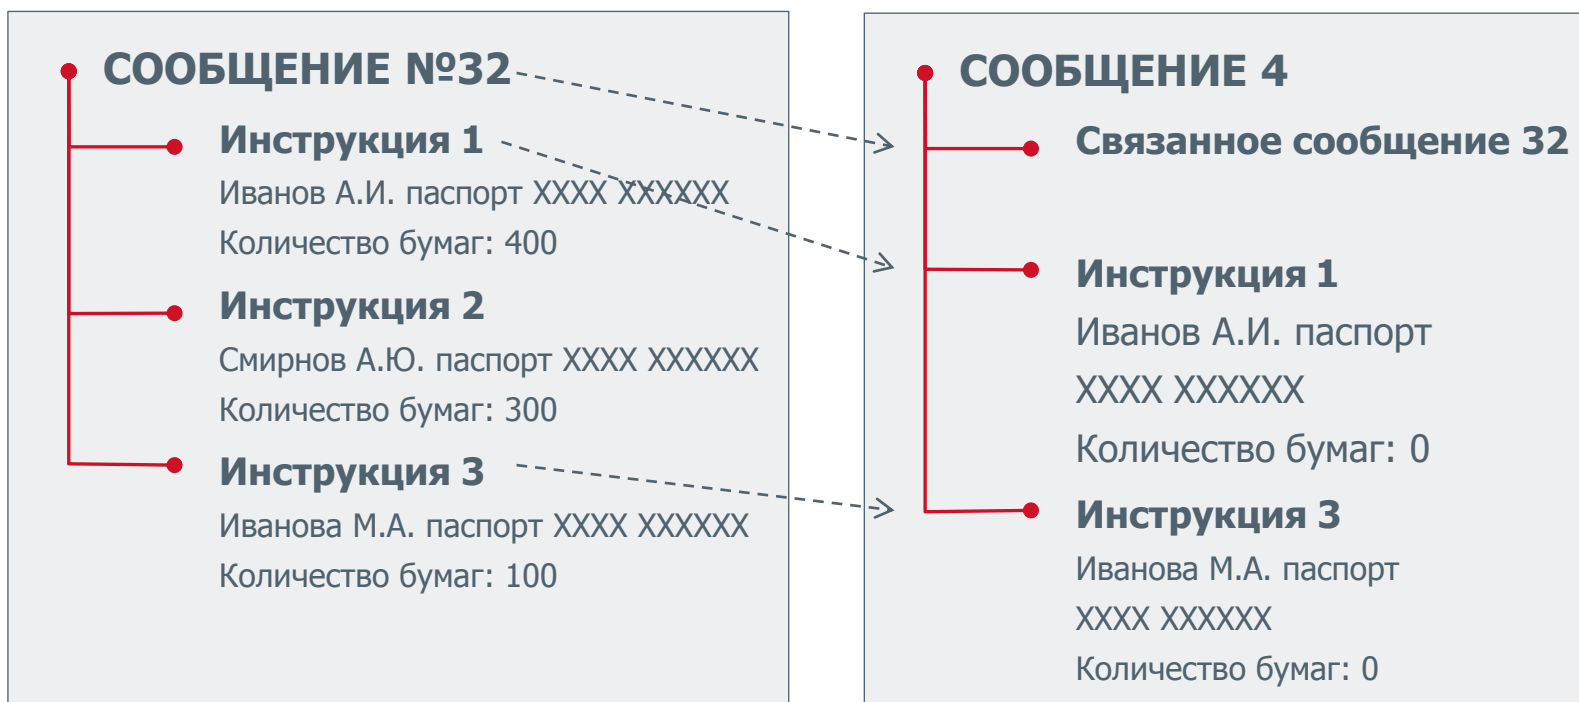 СООБЩЕНИЕ №32
Инструкция 1
Иванов А.И. паспорт XXXX XXXXXX
Количество бумаг: 400
Инструкция 2
Смирнов А.Ю. паспорт XXXX XXXXXX
Количество бумаг: 300
Инструкция 3
Иванова М.А. паспорт XXXX XXXXXX
Количество бумаг: 100
СООБЩЕНИЕ 4
Связанное сообщение 32
Инструкция 1
Иванов А.И. паспорт
XXXX XXXXXX
Количество бумаг: 0
Инструкция 3
Иванова М.А. паспорт
XXXX XXXXXX
Количество бумаг: 0